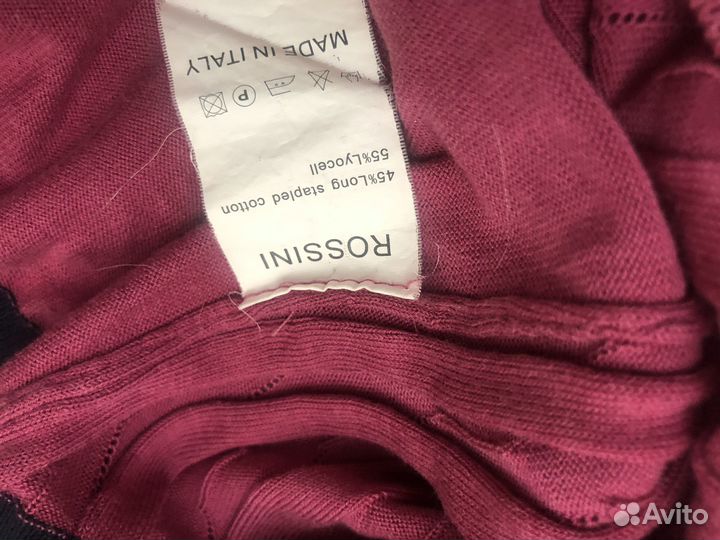 ROSSINI
45%Long stapled cotton
55%Lyocell
P
MADE IN ITALY
Avito